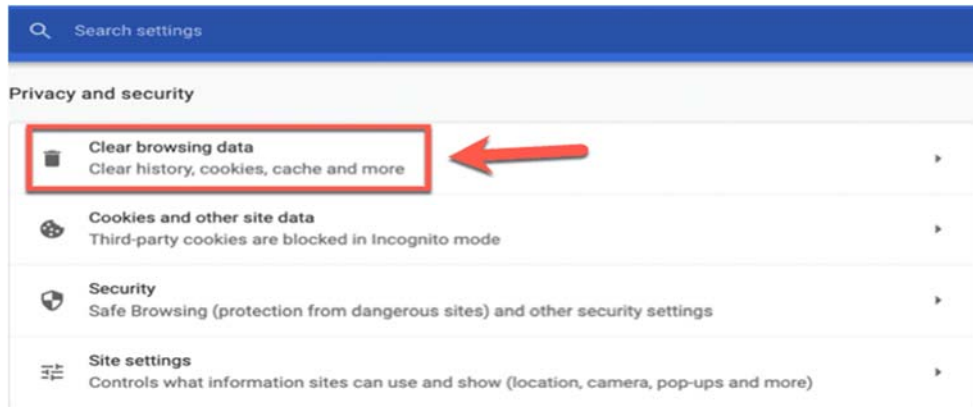 Search settings
Privacy and security
Clear browsing data
Clear history, cookies, cache and more
Cookies and other site data
Third-party cookies are blocked in Incognito mode
Security
Safe Browsing (protection from dangerous sites) and other security settings
Site settings
Controls what information sites can use and show (location, camera, pop-ups and more)